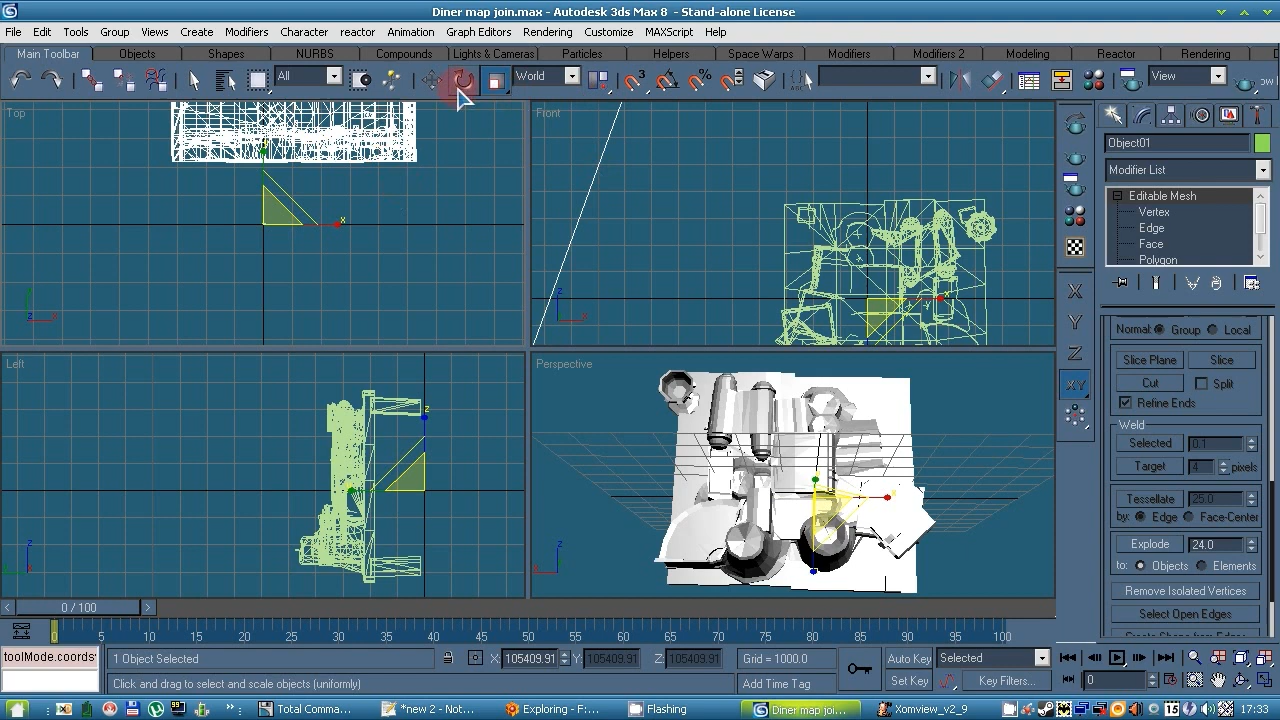 Diner map join.max - Autodesk 3ds Max 8 - Stand-alone License
File Edit Tools Group Views Create Modifiers Character reactor Animation Graph Editors Rendering Customize MAXScript Help
Main Toolbar Objects Shapes NURBS Compounds Lights & Cameras Particles Helpers Space Warps Modifiers Modifiers 2 Modeling Reactor Rendering
All World View
Top Front
Left Perspective
Object01
Modifier List
Editable Mesh
Vertex
Edge
Face
Polygon
X
Y
Z
XY
Normal: Group Local
Slice Plane Slice
Cut Split
Refine Ends
Weld
Selected 0.1
Target 4 pixels
Tessellate 25.0
by: Edge Face-Center
Explode 24.0
to: Objects Elements
Remove Isolated Vertices
Select Open Edges
0 / 100
0 5 10 15 20 25 30 35 40 45 50 55 60 65 70 75 80 85 90 95 100
toolMode.coords 1 Object Selected X: 105409.91 Y: 105409.91 Z: 105409.91 Grid = 1000.0 Auto Key Selected
Click and drag to select and scale objects (uniformly) Add Time Tag Set Key Key Filters... 0
Total Comma... *new 2 - Not... Exploring - F:... Flashing Diner map joi... Xomview_v2_9 17:33